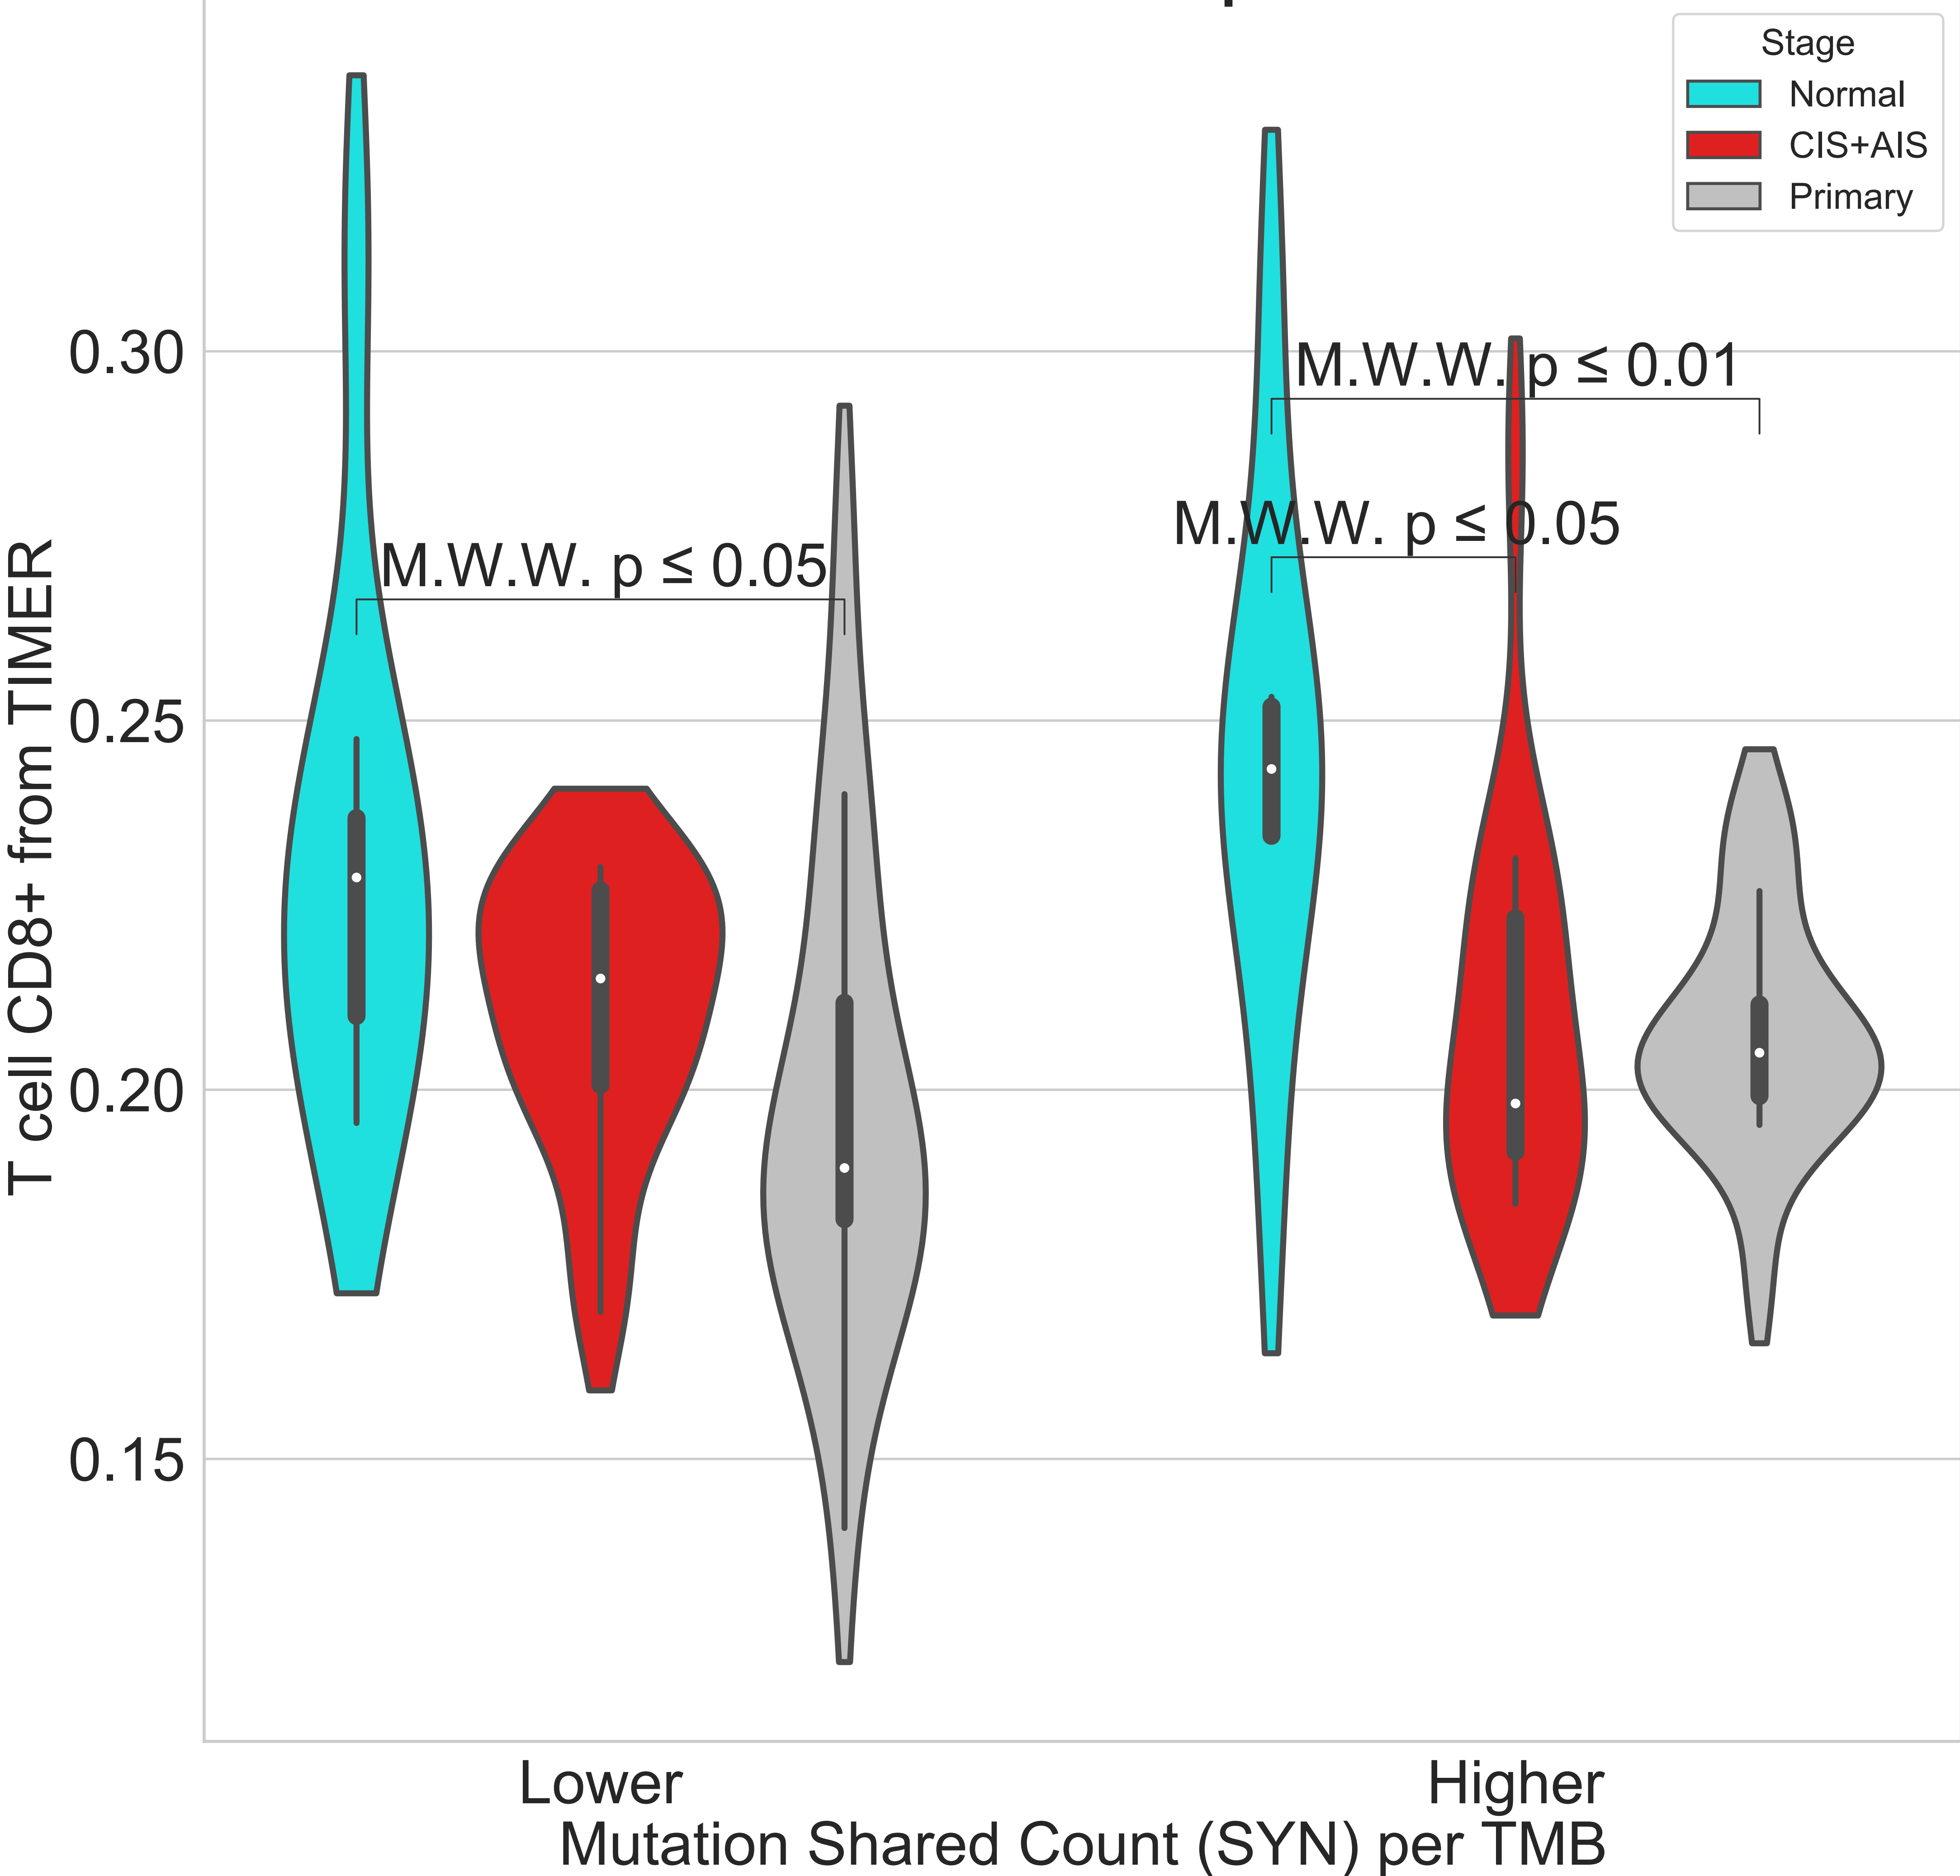 Stage
Normal
CIS+AIS
Primary
T cell CD8+ from TIMER
0.30
0.25
0.20
0.15
M.W.W. p ≤ 0.01
M.W.W. p ≤ 0.05
M.W.W. p ≤ 0.05
Lower
Higher
Mutation Shared Count (SYN) per TMB